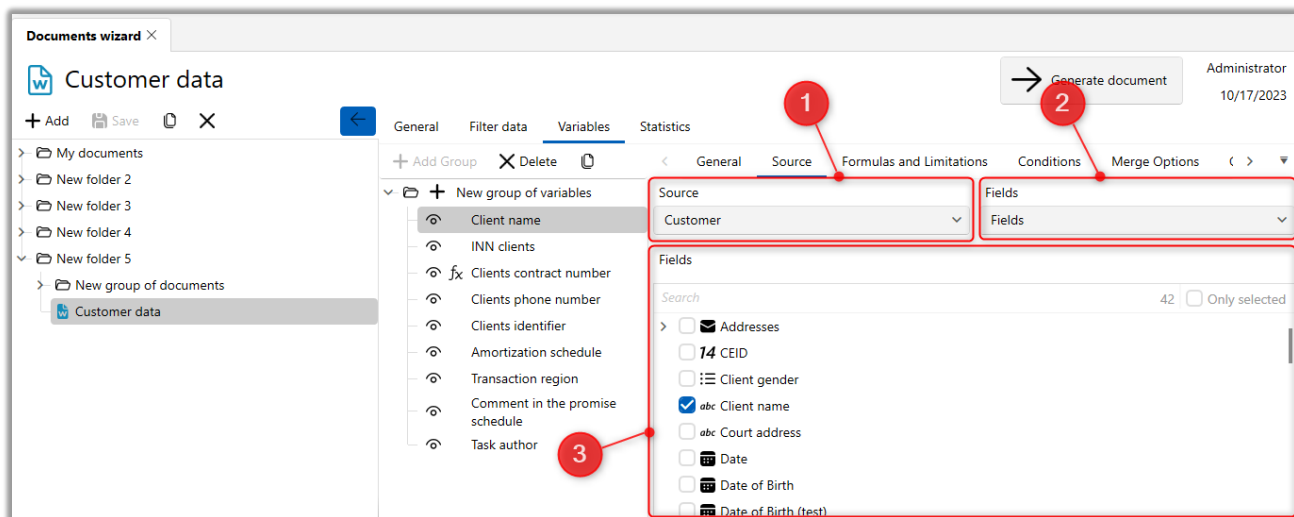 Documents wizard
Customer data
Generate document
Administrator
10/17/2023
Add Save
General Filter data Variables Statistics
My documents
New folder 2
New folder 3
New folder 4
New folder 5
New group of documents
Customer data
Add Group Delete
General Source Formulas and Limitations Conditions Merge Options
New group of variables
Client name
INN clients
fx Clients contract number
Clients phone number
Clients identifier
Amortization schedule
Transaction region
Comment in the promise
schedule
Task author
1
2
3
Source
Customer
Fields
Fields
Fields
Search 42 Only selected
Addresses
14 CEID
Client gender
abc Client name
abc Court address
Date
Date of Birth
Date of Birth (test)